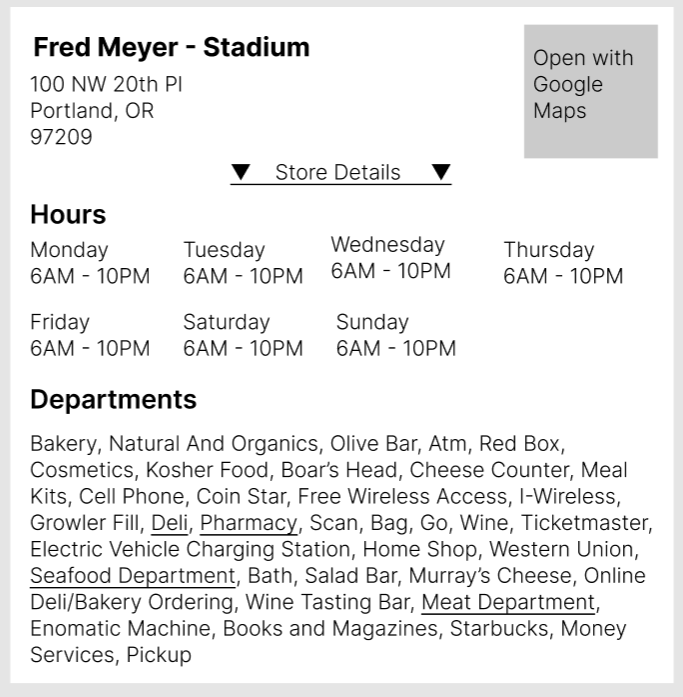 Fred Meyer - Stadium
100 NW 20th Pl
Portland, OR
97209
Open with
Google
Maps
▼ Store Details ▼
Hours
Monday Tuesday Wednesday Thursday
6AM - 10PM 6AM - 10PM 6AM - 10PM 6AM - 10PM
Friday Saturday Sunday
6AM - 10PM 6AM - 10PM 6AM - 10PM
Departments
Bakery, Natural And Organics, Olive Bar, Atm, Red Box,
Cosmetics, Kosher Food, Boar’s Head, Cheese Counter, Meal
Kits, Cell Phone, Coin Star, Free Wireless Access, I-Wireless,
Growler Fill, Deli, Pharmacy, Scan, Bag, Go, Wine, Ticketmaster,
Electric Vehicle Charging Station, Home Shop, Western Union,
Seafood Department, Bath, Salad Bar, Murray’s Cheese, Online
Deli/Bakery Ordering, Wine Tasting Bar, Meat Department,
Enomatic Machine, Books and Magazines, Starbucks, Money
Services, Pickup